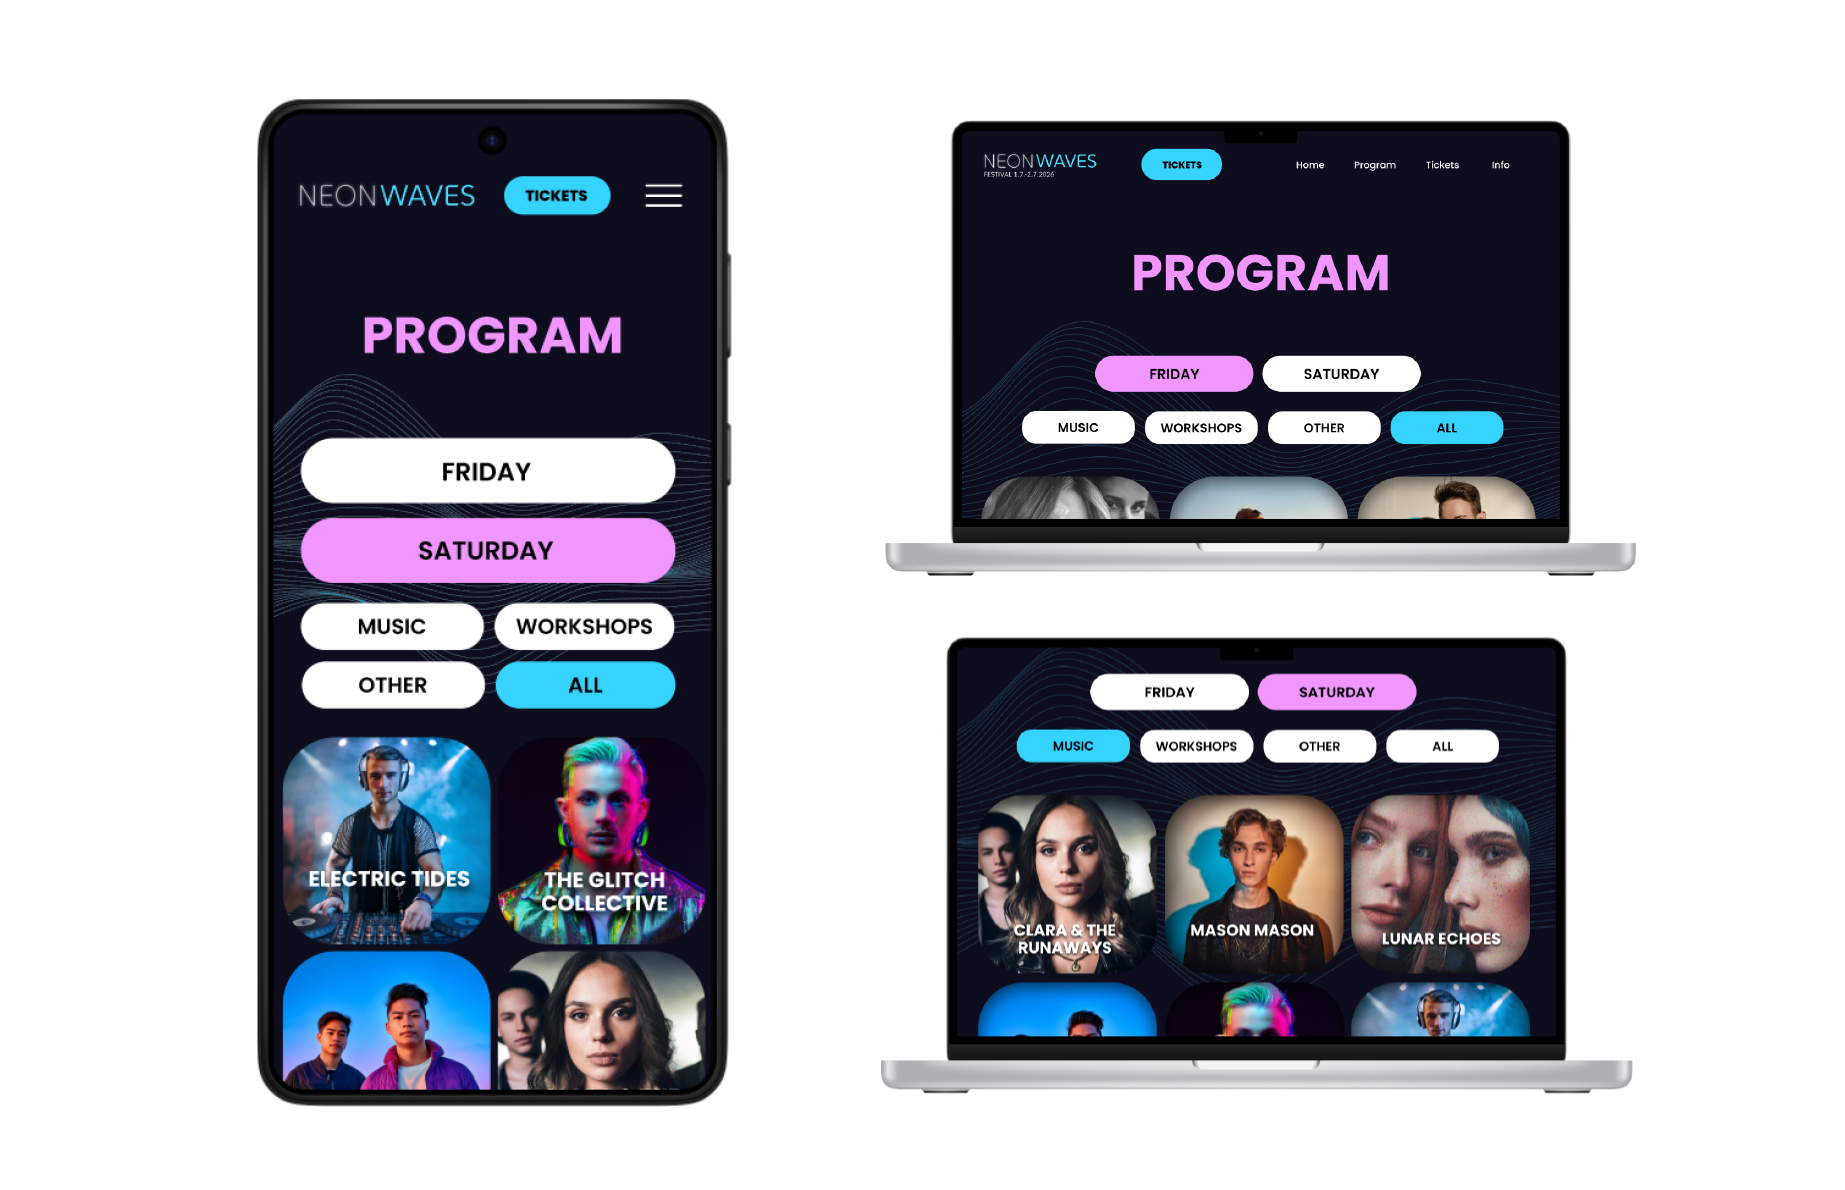 NEONWAVES
TICKETS
PROGRAM
FRIDAY
SATURDAY
MUSIC
WORKSHOPS
OTHER
ALL
ELECTRIC TIDES
THE GLITCH
COLLECTIVE
NEONWAVES
FESTIVAL 1.7.-2.7.2026
TICKETS
Home
Program
Tickets
Info
PROGRAM
FRIDAY
SATURDAY
MUSIC
WORKSHOPS
OTHER
ALL
FRIDAY
SATURDAY
MUSIC
WORKSHOPS
OTHER
ALL
CLARA & THE
RUNAWAYS
MASON MASON
LUNAR ECHOES